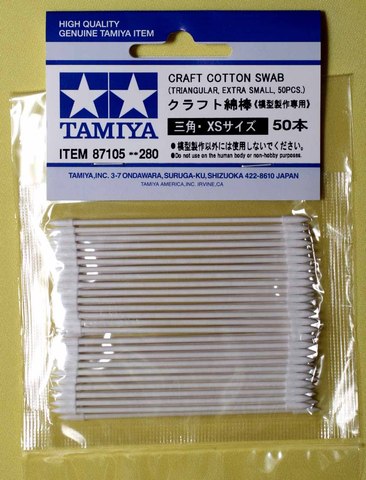 HIGH QUALITY
GENUINE TAMIYA ITEM
TAMIYA
CRAFT COTTON SWAB
(TRIANGULAR, EXTRA SMALL, 50PCS.)
クラフト綿棒《模型製作専用》
三角・XSサイズ 50本
ITEM 87105 280
●模型製作以外には使用しないでください。
●Do not use on the human body or non-hobby purposes.
TAMIYA,INC. 3-7 ONDAWARA,SURUGA-KU,SHIZUOKA 422-8610 JAPAN
TAMIYA AMERICA,INC. IRVINE,CA